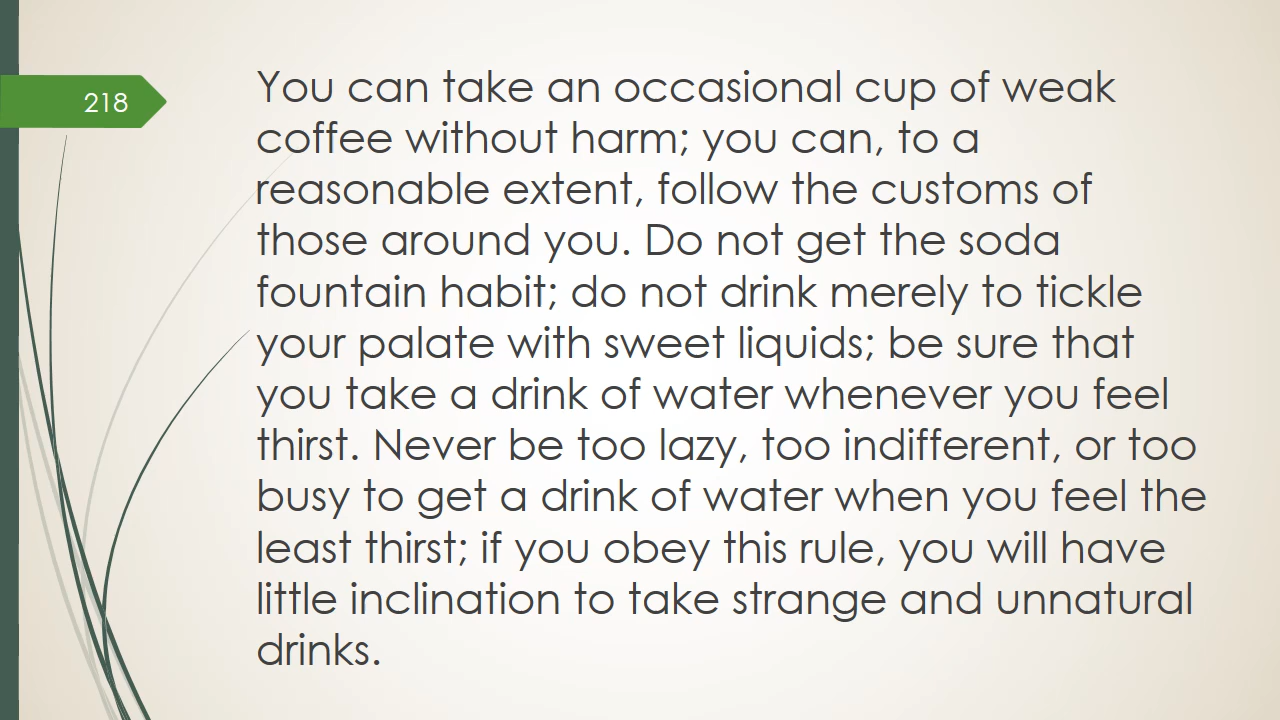 218
You can take an occasional cup of weak
coffee without harm; you can, to a
reasonable extent, follow the customs of
those around you. Do not get the soda
fountain habit; do not drink merely to tickle
your palate with sweet liquids; be sure that
you take a drink of water whenever you feel
thirst. Never be too lazy, too indifferent, or too
busy to get a drink of water when you feel the
least thirst; if you obey this rule, you will have
little inclination to take strange and unnatural
drinks.